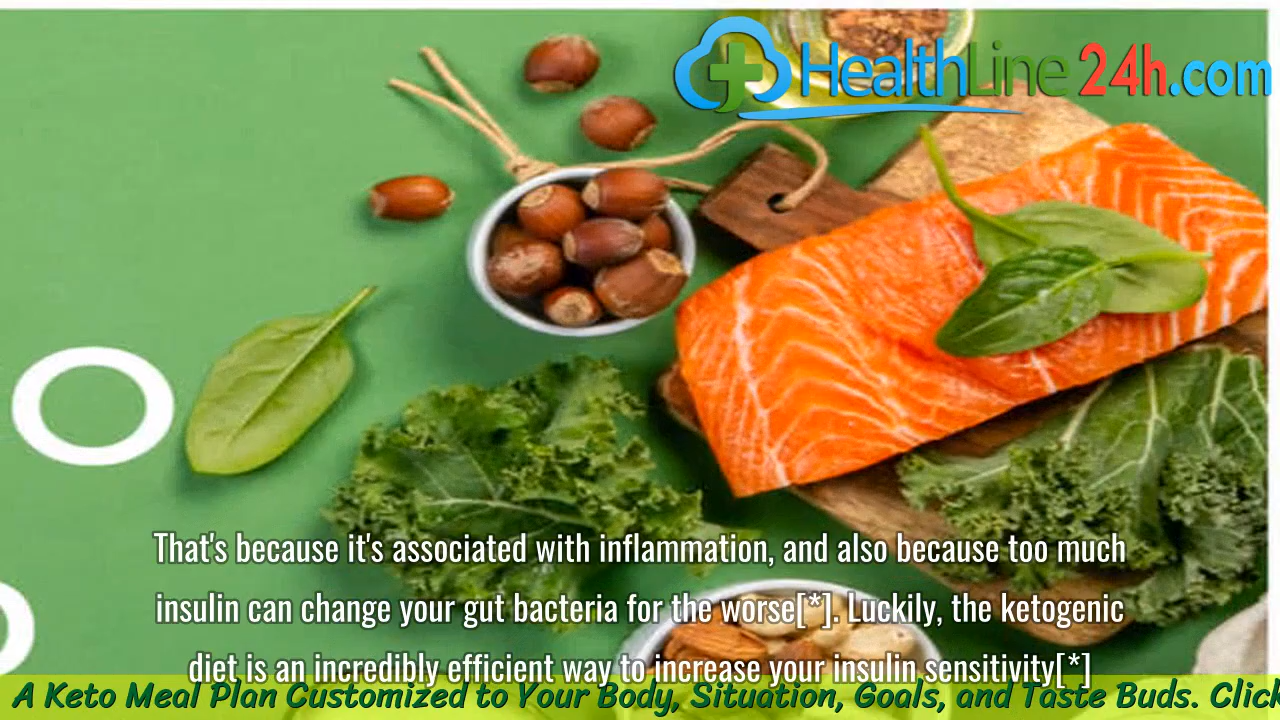 HealthLine 24h.com
O
That's because it's associated with inflammation, and also because too much
insulin can change your gut bacteria for the worse[*]. Luckily, the ketogenic
diet is an incredibly efficient way to increase your insulin sensitivity[*]
A Keto Meal Plan Customized to Your Body, Situation, Goals, and Taste Buds. Click